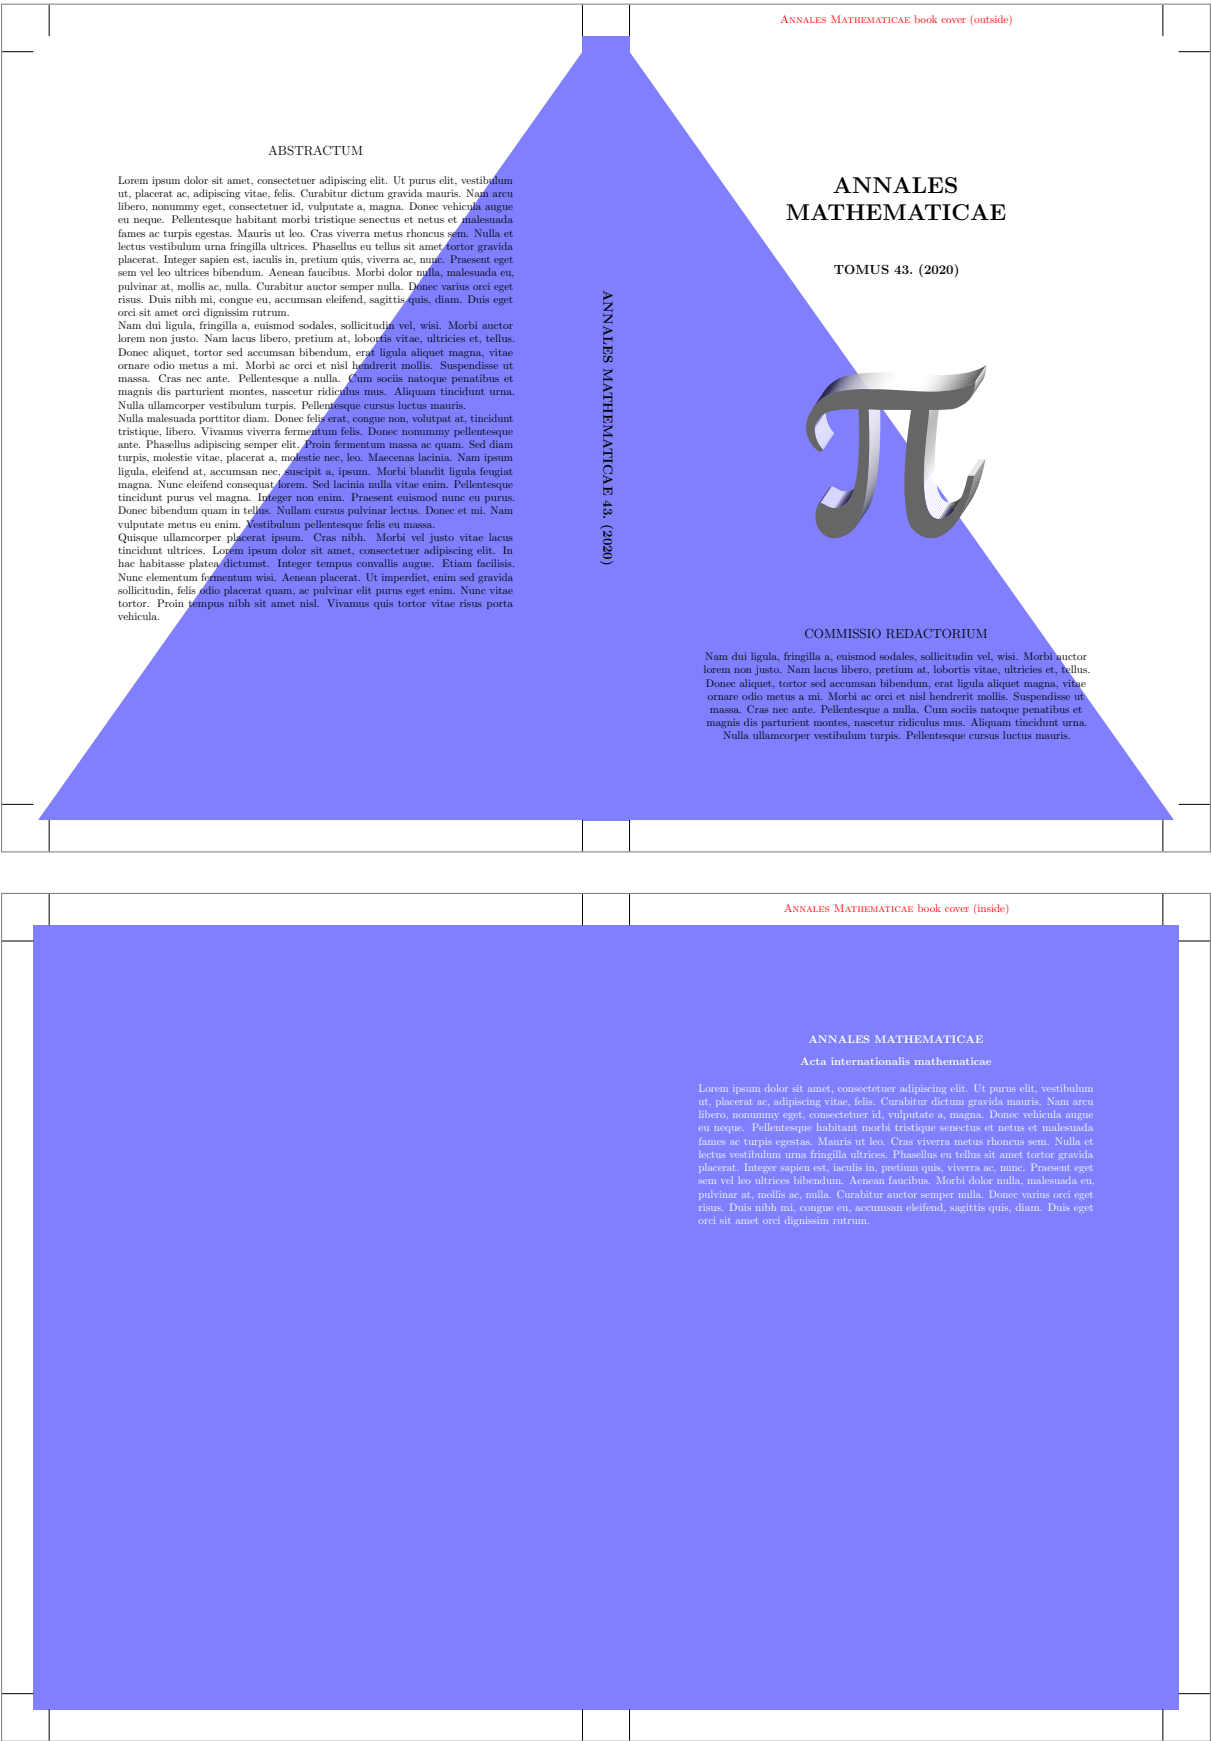 ANNALES MATHEMATICAE book cover (outside)
ABSTRACTUM
Lorem ipsum dolor sit amet, consectetuer adipiscing elit. Ut purus elit, vestibulum
ut, placerat ac, adipiscing vitae, felis. Curabitur dictum gravida mauris. Nam arcu
libero, nonummy eget, consectetuer id, vulputate a, magna. Donec vehicula augue
eu neque. Pellentesque habitant morbi tristique senectus et netus et malesuada
fames ac turpis egestas. Mauris ut leo. Cras viverra metus rhoncus sem. Nulla et
lectus vestibulum urna fringilla ultrices. Phasellus eu tellus sit amet tortor gravida
placerat. Integer sapien est, iaculis in, pretium quis, viverra ac, nunc. Praesent eget
sem vel leo ultrices bibendum. Aenean faucibus. Morbi dolor nulla, malesuada eu,
pulvinar at, mollis ac, nulla. Curabitur auctor semper nulla. Donec varius orci eget
risus. Duis nibh mi, congue eu, accumsan eleifend, sagittis quis, diam. Duis eget
orci sit amet orci dignissim rutrum.
Nam dui ligula, fringilla a, euismod sodales, sollicitudin vel, wisi. Morbi auctor
lorem non justo. Nam lacus libero, pretium at, lobortis vitae, ultricies et, tellus.
Donec aliquet, tortor sed accumsan bibendum, erat ligula aliquet magna, vitae
ornare odio metus a mi. Morbi ac orci et nisl hendrerit mollis. Suspendisse ut
massa. Cras nec ante. Pellentesque a nulla. Cum sociis natoque penatibus et
magnis dis parturient montes, nascetur ridiculus mus. Aliquam tincidunt urna.
Nulla ullamcorper vestibulum turpis. Pellentesque cursus luctus mauris.
Nulla malesuada porttitor diam. Donec felis erat, congue non, volutpat at, tincidunt
tristique, libero. Vivamus viverra fermentum felis. Donec nonummy pellentesque
ante. Phasellus adipiscing semper elit. Proin fermentum massa ac quam. Sed diam
turpis, molestie vitae, placerat a, molestie nec, leo. Maecenas lacinia. Nam ipsum
ligula, eleifend at, accumsan nec, suscipit a, ipsum. Morbi blandit ligula feugiat
magna. Nunc eleifend consequat lorem. Sed lacinia nulla vitae enim. Pellentesque
tincidunt purus vel magna. Integer non enim. Praesent euismod nunc eu purus.
Donec bibendum quam in tellus. Nullam cursus pulvinar lectus. Donec et mi. Nam
vulputate metus eu enim. Vestibulum pellentesque felis eu massa.
Quisque ullamcorper placerat ipsum. Cras nibh. Morbi vel justo vitae lacus
tincidunt ultrices. Lorem ipsum dolor sit amet, consectetuer adipiscing elit. In
hac habitasse platea dictumst. Integer tempus convallis augue. Etiam facilisis.
Nunc elementum fermentum wisi. Aenean placerat. Ut imperdiet, enim sed gravida
sollicitudin, felis odio placerat quam, ac pulvinar elit purus eget enim. Nunc vitae
tortor. Proin tempus nibh sit amet nisl. Vivamus quis tortor vitae risus porta
vehicula.
ANNALES MATHEMATICAE 43. (2020)
ANNALES
MATHEMATICAE
TOMUS 43. (2020)
π
COMMISSIO REDACTORIUM
Nam dui ligula, fringilla a, euismod sodales, sollicitudin vel, wisi. Morbi auctor
lorem non justo. Nam lacus libero, pretium at, lobortis vitae, ultricies et, tellus.
Donec aliquet, tortor sed accumsan bibendum, erat ligula aliquet magna, vitae
ornare odio metus a mi. Morbi ac orci et nisl hendrerit mollis. Suspendisse ut
massa. Cras nec ante. Pellentesque a nulla. Cum sociis natoque penatibus et
magnis dis parturient montes, nascetur ridiculus mus. Aliquam tincidunt urna.
Nulla ullamcorper vestibulum turpis. Pellentesque cursus luctus mauris.
ANNALES MATHEMATICAE book cover (inside)
ANNALES MATHEMATICAE
Acta internationalis mathematicae
Lorem ipsum dolor sit amet, consectetuer adipiscing elit. Ut purus elit, vestibulum
ut, placerat ac, adipiscing vitae, felis. Curabitur dictum gravida mauris. Nam arcu
libero, nonummy eget, consectetuer id, vulputate a, magna. Donec vehicula augue
eu neque. Pellentesque habitant morbi tristique senectus et netus et malesuada
fames ac turpis egestas. Mauris ut leo. Cras viverra metus rhoncus sem. Nulla et
lectus vestibulum urna fringilla ultrices. Phasellus eu tellus sit amet tortor gravida
placerat. Integer sapien est, iaculis in, pretium quis, viverra ac, nunc. Praesent eget
sem vel leo ultrices bibendum. Aenean faucibus. Morbi dolor nulla, malesuada eu,
pulvinar at, mollis ac, nulla. Curabitur auctor semper nulla. Donec varius orci eget
risus. Duis nibh mi, congue eu, accumsan eleifend, sagittis quis, diam. Duis eget
orci sit amet orci dignissim rutrum.